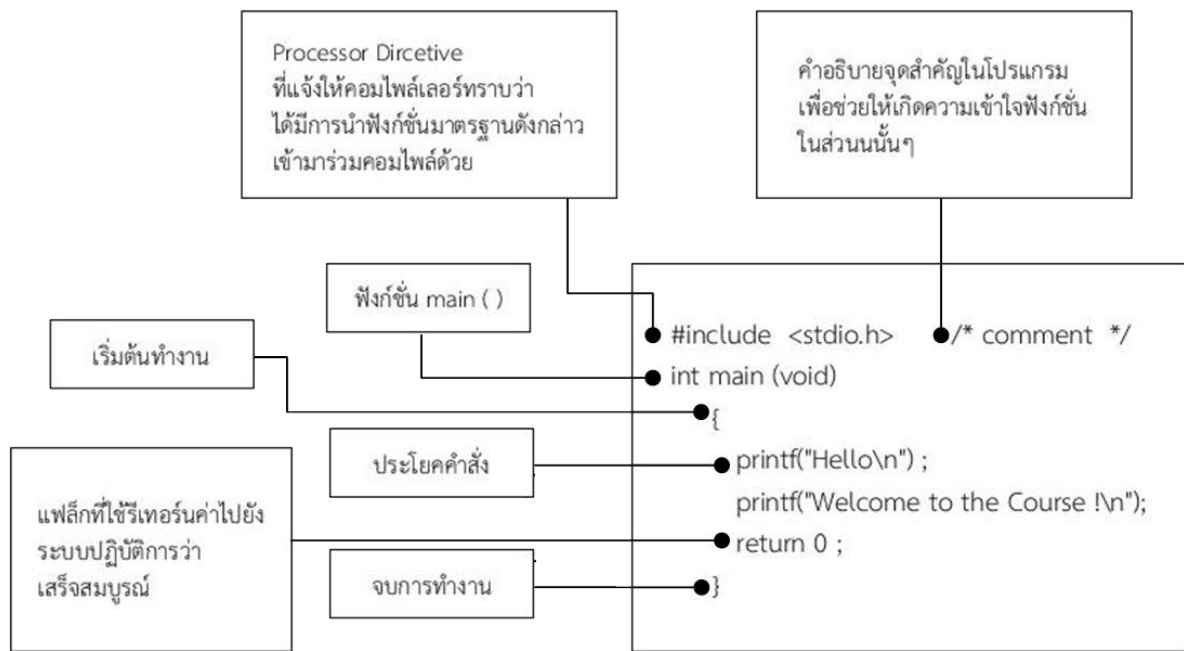 Processor Dircetive
ที่แจ้งให้คอมไพล์เลอร์ทราบว่า
ได้มีการนำฟังก์ชั่นมาตรฐานดังกล่าว
เข้ามาร่วมคอมไพล์ด้วย
คำอธิบายจุดสำคัญในโปรแกรม
เพื่อช่วยให้เกิดความเข้าใจฟังก์ชั่น
ในส่วนนนั้นๆ
ฟังก์ชั่น main ( )
เริ่มต้นทำงาน
ประโยคคำสั่ง
แฟล็กที่ใช้รีเทอร์นค่าไปยัง
ระบบปฏิบัติการว่า
เสร็จสมบูรณ์
จบการทำงาน
#include <stdio.h> /* comment */
int main (void)
{
printf("Hello\n") ;
printf("Welcome to the Course !\n");
return 0 ;
}